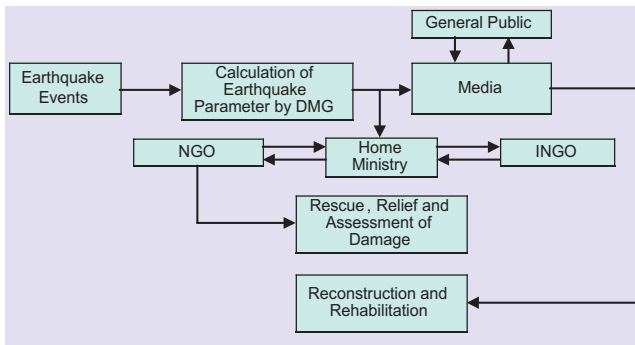 General Public
Earthquake
Events
Calculation of
Earthquake
Parameter by DMG
Media
NGO
Home
Ministry
INGO
Rescue, Relief and
Assessment of
Damage
Reconstruction and
Rehabilitation